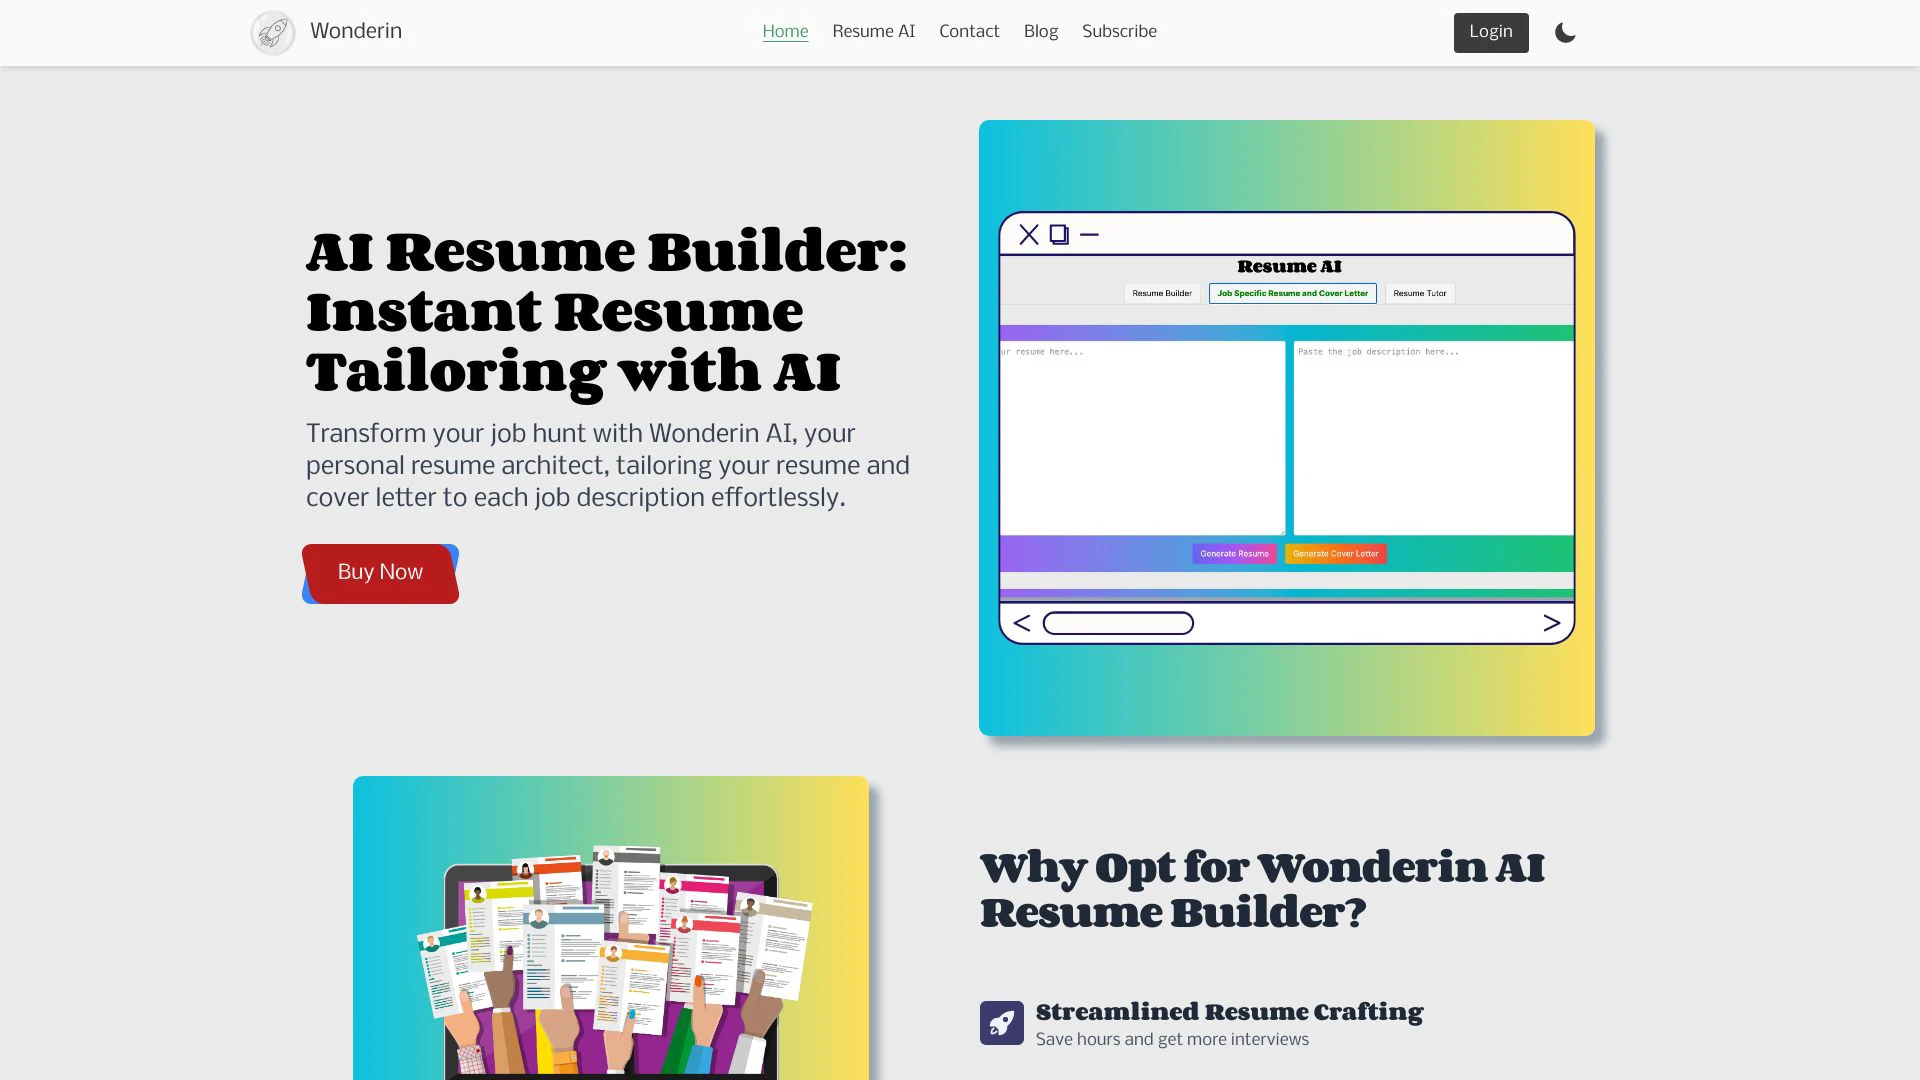 Wonderin
Home
Resume AI
Contact
Blog
Subscribe
Login
AI Resume Builder:
Instant Resume
Tailoring with AI
Transform your job hunt with Wonderin AI, your
personal resume architect, tailoring your resume and
cover letter to each job description effortlessly.
Buy Now
Resume AI
Resume Builder
Job Specific Resume and Cover Letter
Resume Tutor
ur resume here...
Paste the job description here...
Generate Resume
Generate Cover Letter
Why Opt for Wonderin AI
Resume Builder?
Streamlined Resume Crafting
Save hours and get more interviews